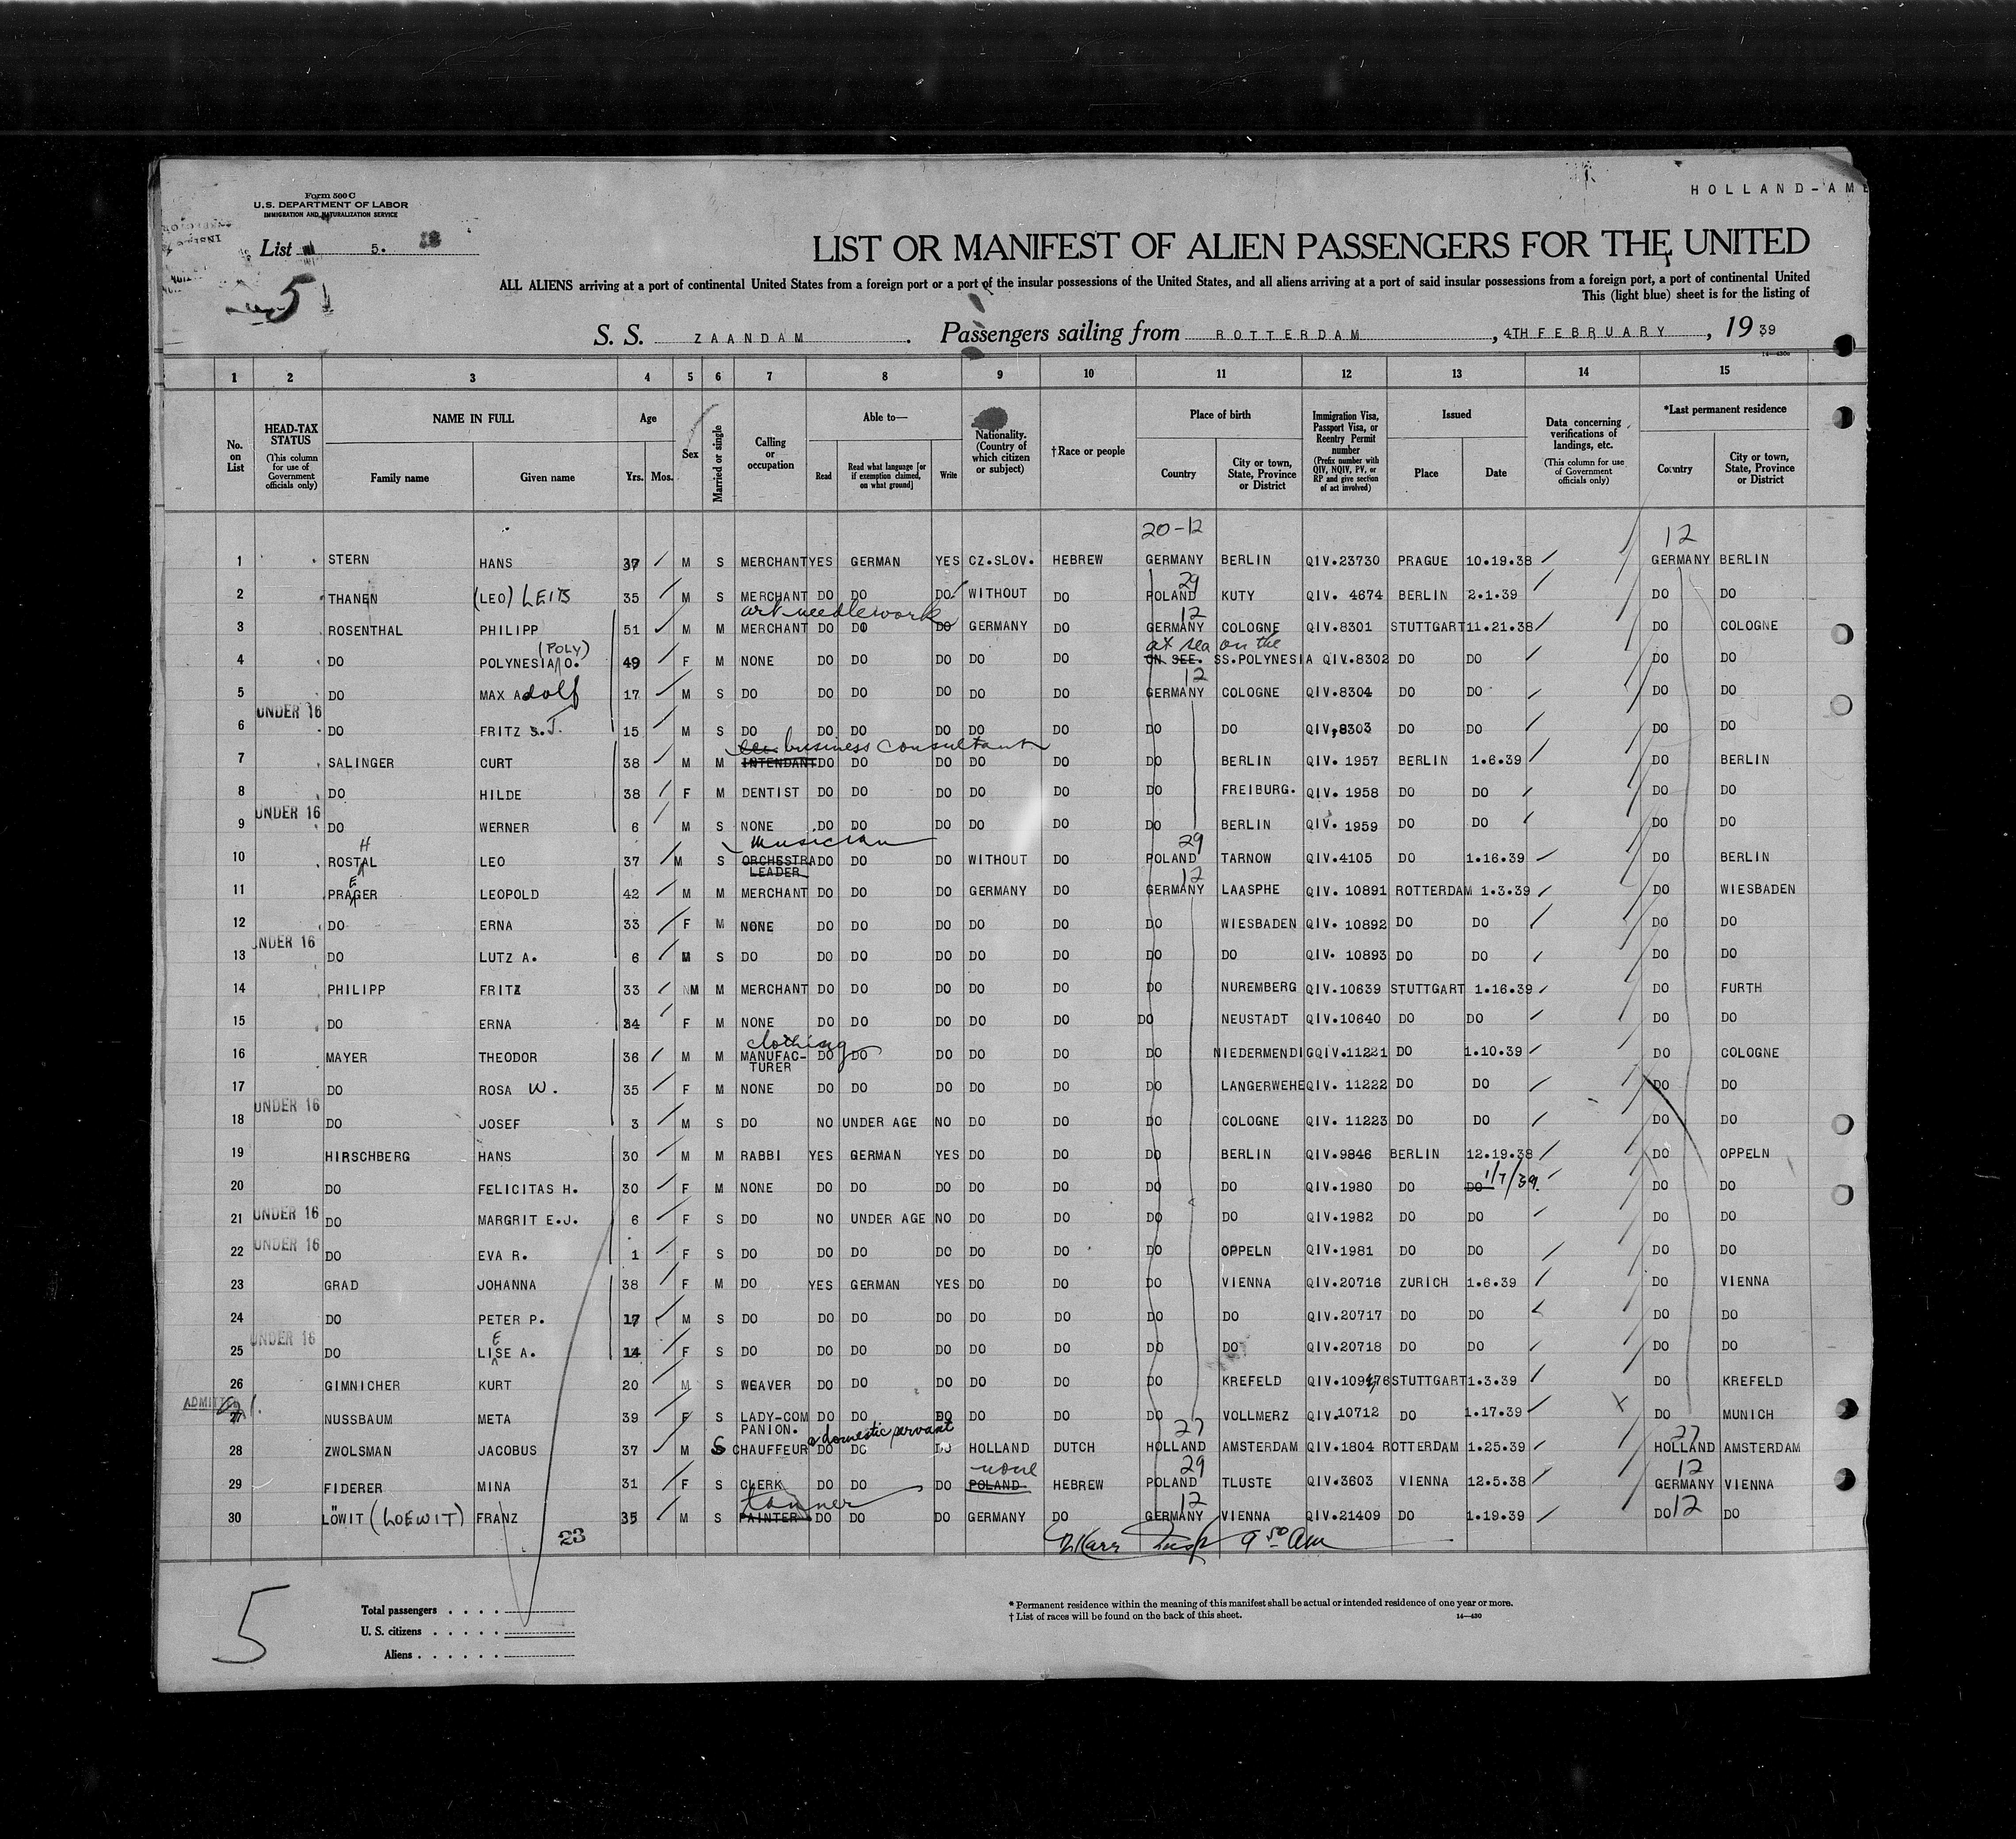 HOLLAND-AME
Form 500 C
U.S. DEPARTMENT OF LABOR
IMMIGRATION AND NATURALIZATION SERVICE
List 5.
5
LIST OR MANIFEST OF ALIEN PASSENGERS FOR THE UNITED
ALL ALIENS arriving at a port of continental United States from a foreign port or a port of the insular possessions of the United States, and all aliens arriving at a port of said insular possessions from a foreign port, a port of continental United
This (light blue) sheet is for the listing of
S. S. ZAANDAM. Passengers sailing from ROTTERDAM, 4TH FEBRUARY, 19 39
1 2 3 4 5 6 7 8 9 10 11 12 13 14 15
No. on List
HEAD-TAX STATUS (This column for use of Government officials only)
NAME IN FULL
Family name Given name
Age
Yrs. Mos.
Sex
Married or single
Calling or occupation
Able to—
Read Read what language [or if exemption claimed, on what ground] Write
Nationality. (Country of which citizen or subject)
†Race or people
Place of birth
Country City or town, State, Province or District
Immigration Visa, Passport Visa, or Reentry Permit number (Prefix number with QIV, NQIV, PV, or RP and give section of act involved)
Issued
Place Date
Data concerning verifications of landings, etc. (This column for use of Government officials only)
*Last permanent residence
Country City or town, State, Province or District
20-12 12
1 STERN HANS 37 M S MERCHANT YES GERMAN YES CZ.SLOV. HEBREW GERMANY BERLIN QIV.23730 PRAGUE 10.19.38 GERMANY BERLIN
29
2 THANEN (LEO) LEIB 35 M S MERCHANT DO DO DO WITHOUT DO POLAND KUTY QIV. 4674 BERLIN 2.1.39 DO DO
art needlework 12
3 ROSENTHAL PHILIPP 51 M M MERCHANT DO DO DO GERMANY DO GERMANY COLOGNE QIV.8301 STUTTGART 11.21.38 DO COLOGNE
(POLY) at sea on the
4 DO POLYNESIA O. 49 F M NONE DO DO DO DO DO ON SEE. SS.POLYNESIA QIV.8302 DO DO DO DO
12
5 DO MAX Adolf 17 M S DO DO DO DO DO DO GERMANY COLOGNE QIV.8304 DO DO DO DO
UNDER 16
6 DO FRITZ S. J. 15 M S DO DO DO DO DO DO DO DO QIV.8303 DO DO DO DO
business consultant
7 SALINGER CURT 38 M M INTENDANT DO DO DO DO DO DO BERLIN QIV. 1957 BERLIN 1.6.39 DO BERLIN
8 DO HILDE 38 F M DENTIST DO DO DO DO DO DO FREIBURG. QIV. 1958 DO DO DO DO
UNDER 16
9 DO WERNER 6 M S NONE DO DO DO DO DO DO BERLIN QIV. 1959 DO DO DO DO
H musician 29
10 ROSTAL LEO 37 M S ORCHESTRA LEADER DO DO DO WITHOUT DO POLAND TARNOW QIV.4105 DO 1.16.39 DO BERLIN
E 12
11 PRAGER LEOPOLD 42 M M MERCHANT DO DO DO GERMANY DO GERMANY LAASPHE QIV. 10891 ROTTERDAM 1.3.39 DO WIESBADEN
12 DO ERNA 33 F M NONE DO DO DO DO DO DO WIESBADEN QIV. 10892 DO DO DO DO
UNDER 16
13 DO LUTZ A. 6 M S DO DO DO DO DO DO DO DO QIV. 10893 DO DO DO DO
14 PHILIPP FRITZ 33 M M MERCHANT DO DO DO DO DO DO NUREMBERG QIV.10639 STUTTGART 1.16.39 DO FURTH
15 DO ERNA 34 F M NONE DO DO DO DO DO DO NEUSTADT QIV.10640 DO DO DO DO
clothing
16 MAYER THEODOR 36 M M MANUFACTURER DO DO DO DO DO DO NIEDERMENDIG QIV.11221 DO 1.10.39 DO COLOGNE
17 DO ROSA W. 35 F M NONE DO DO DO DO DO DO LANGERWEHE QIV. 11222 DO DO DO DO
UNDER 16
18 DO JOSEF 3 M S DO NO UNDER AGE NO DO DO DO COLOGNE QIV. 11223 DO DO DO DO
19 HIRSCHBERG HANS 30 M M RABBI YES GERMAN YES DO DO DO BERLIN QIV.9846 BERLIN 12.19.38 DO OPPELN
20 DO FELICITAS H. 30 F M NONE DO DO DO DO DO DO DO QIV.1980 DO DO 1/7/39. DO DO
UNDER 16
21 DO MARGRIT E.J. 6 F S DO NO UNDER AGE NO DO DO DO DO QIV.1982 DO DO DO DO
UNDER 16
22 DO EVA R. 1 F S DO DO DO DO DO DO DO OPPELN QIV.1981 DO DO DO DO
23 GRAD JOHANNA 38 F M DO YES GERMAN YES DO DO DO VIENNA QIV.20716 ZURICH 1.6.39 DO VIENNA
24 DO PETER P. 17 M S DO DO DO DO DO DO DO DO QIV.20717 DO DO DO DO
UNDER 16 E
25 DO LISE A. 14 F S DO DO DO DO DO DO DO DO QIV.20718 DO DO DO DO
26 GIMNICHER KURT 20 M S WEAVER DO DO DO DO DO DO KREFELD QIV.109476 STUTTGART 1.3.39 DO KREFELD
ADMITTED
27 NUSSBAUM META 39 F S LADY-COMPANION. DO DO DO DO DO DO VOLLMERZ QIV.10712 DO 1.17.39 X DO MUNICH
& domestic servant 27 27
28 ZWOLSMAN JACOBUS 37 M S CHAUFFEUR DO DO DO HOLLAND DUTCH HOLLAND AMSTERDAM QIV.1804 ROTTERDAM 1.25.39 HOLLAND AMSTERDAM
none 29 12
29 FIDERER MINA 31 F S CLERK DO DO DO POLAND HEBREW POLAND TLUSTE QIV.3603 VIENNA 12.5.38 GERMANY VIENNA
tanner 12 12
30 LÖWIT (LOEWIT) FRANZ 35 M S PAINTER DO DO DO GERMANY DO GERMANY VIENNA QIV.21409 DO 1.19.39 DO DO
23 9 50 AM
5
Total passengers
U. S. citizens
Aliens
* Permanent residence within the meaning of this manifest shall be actual or intended residence of one year or more.
† List of races will be found on the back of this sheet. 14—430